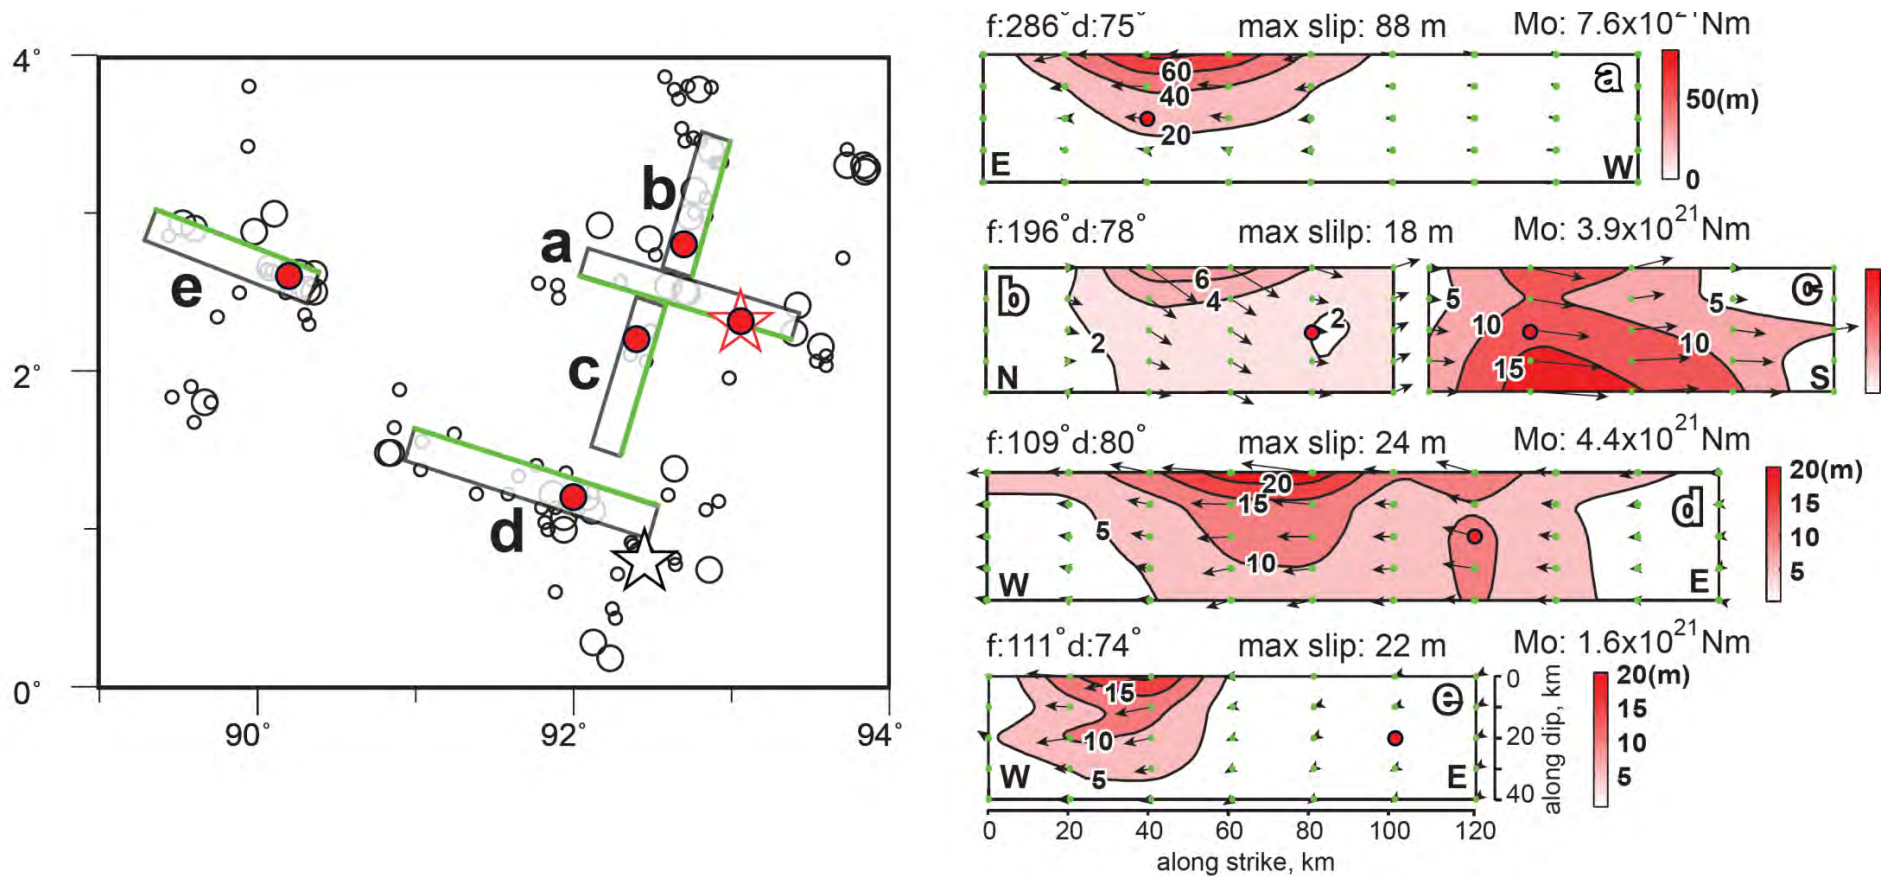 4°
2°
0°
90°
92°
94°
a
b
c
d
e
f:286°d:75° max slip: 88 m Mo: 7.6x10²¹Nm
60
40
20
a
E
W
50(m)
0
f:196°d:78° max slilp: 18 m Mo: 3.9x10²¹Nm
b
6
4
2
2
N
5
10
15
10
5
c
S
f:109°d:80° max slip: 24 m Mo: 4.4x10²¹Nm
20
15
10
5
d
W
E
20(m)
15
10
5
f:111°d:74° max slip: 22 m Mo: 1.6x10²¹Nm
15
10
5
e
W
E
0
20
40
along dip, km
20(m)
15
10
5
0 20 40 60 80 100 120
along strike, km